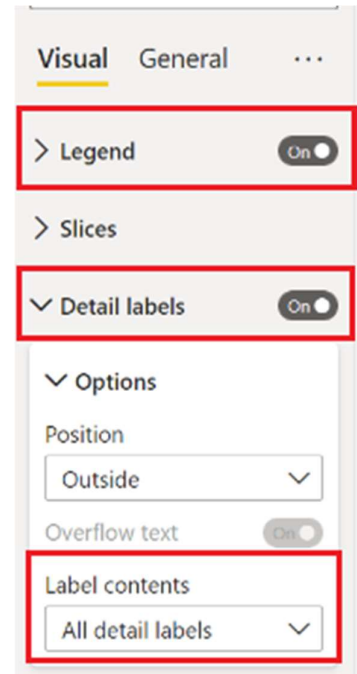 Visual General ...
Legend On
Slices
Detail labels On
Options
Position
Outside
Overflow text On
Label contents
All detail labels